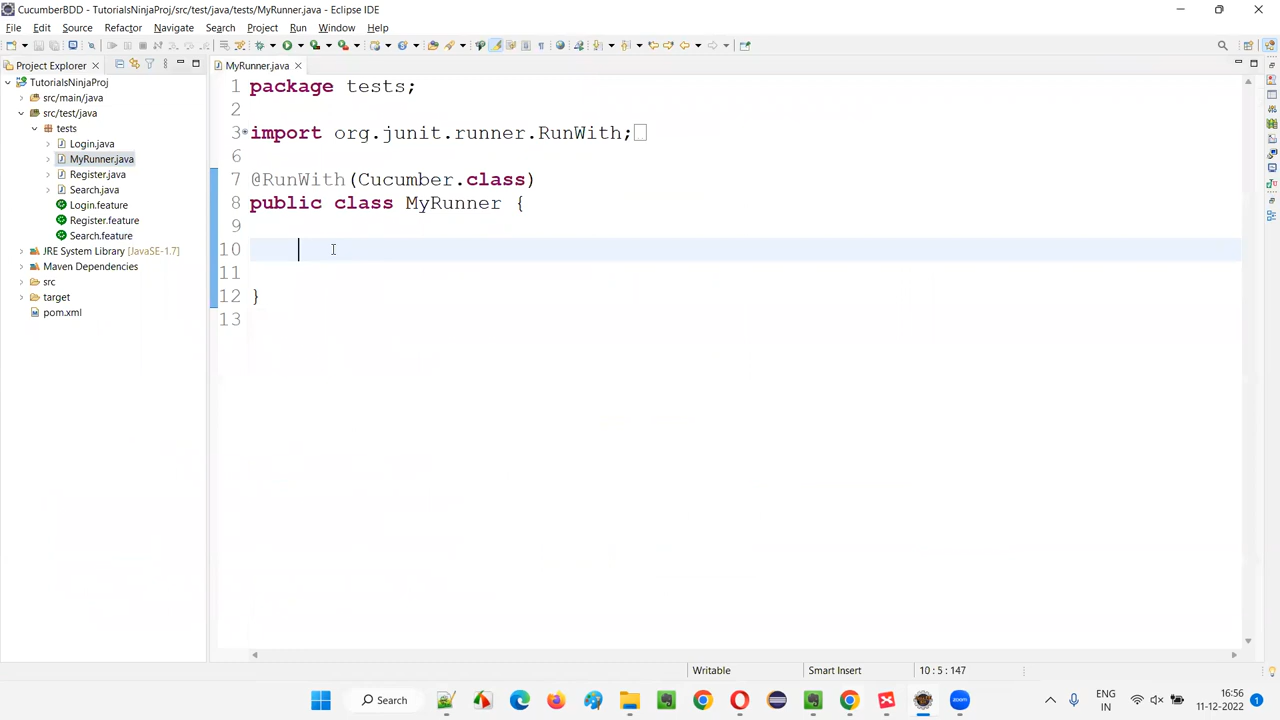 CucumberBDD - TutorialsNinjaProj/src/test/java/tests/MyRunner.java - Eclipse IDE
File Edit Source Refactor Navigate Search Project Run Window Help
Project Explorer
MyRunner.java
TutorialsNinjaProj
src/main/java
src/test/java
tests
Login.java
MyRunner.java
Register.java
Search.java
Login.feature
Register.feature
Search.feature
JRE System Library [JavaSE-1.7]
Maven Dependencies
src
target
pom.xml
1 package tests;
2
3 import org.junit.runner.RunWith;
6
7 @RunWith(Cucumber.class)
8 public class MyRunner {
9
10
11
12 }
13
Writable Smart Insert 10 : 5 : 147
Search
ENG
IN
16:56
11-12-2022
1